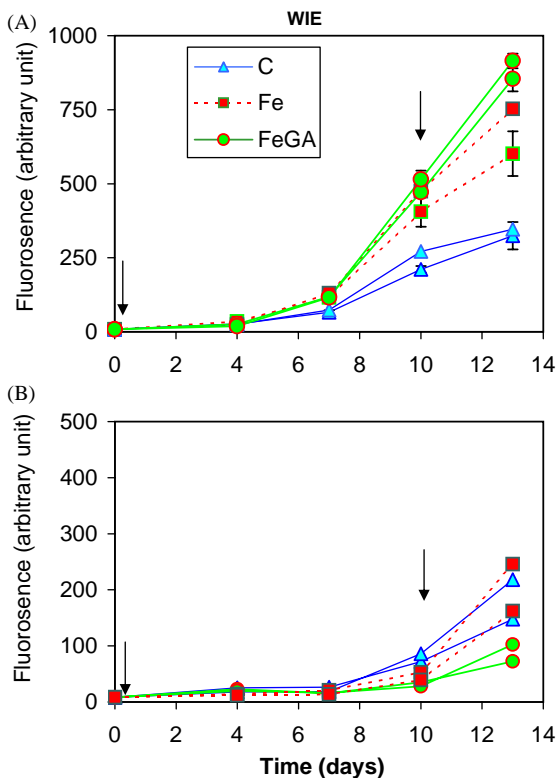 (A)
WIE
Fluorosence (arbitrary unit)
1000
750
500
250
0
C
Fe
FeGA
0 2 4 6 8 10 12 14
(B)
Fluorosence (arbitrary unit)
500
400
300
200
100
0
0 2 4 6 8 10 12 14
Time (days)